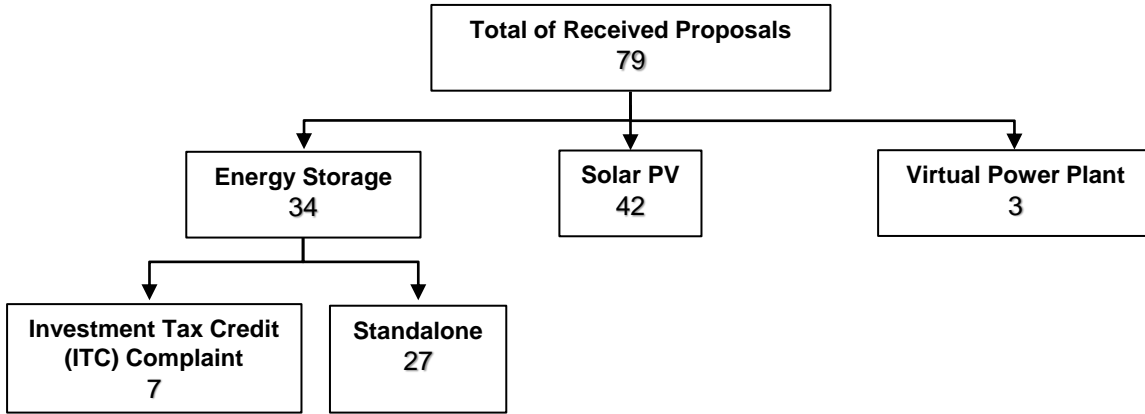 Total of Received Proposals
79
Energy Storage
34
Solar PV
42
Virtual Power Plant
3
Investment Tax Credit
(ITC) Complaint
7
Standalone
27